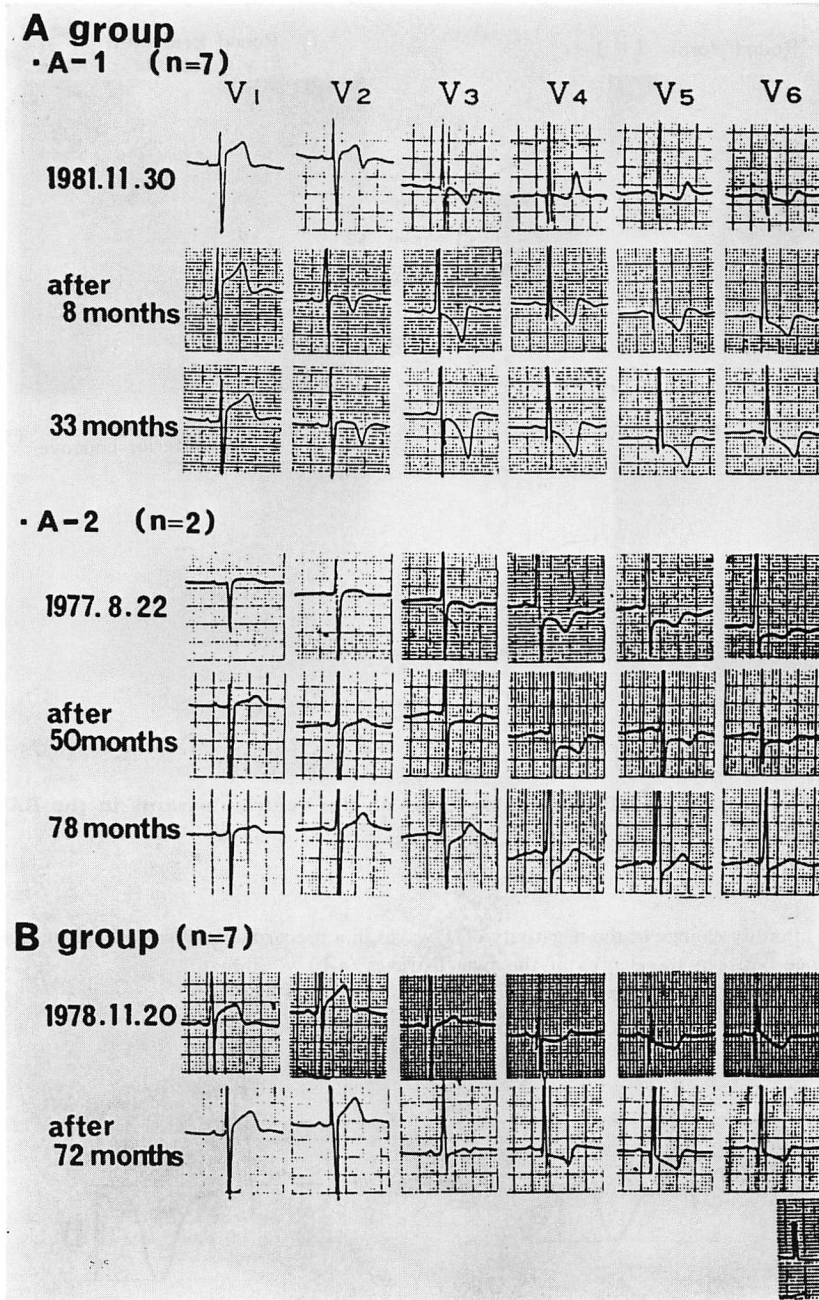 A group
· A-1 (n=7)
V1 V2 V3 V4 V5 V6
1981.11.30
after
8 months
33 months
· A-2 (n=2)
1977. 8. 22
after
50months
78 months
B group (n=7)
1978.11.20
after
72 months